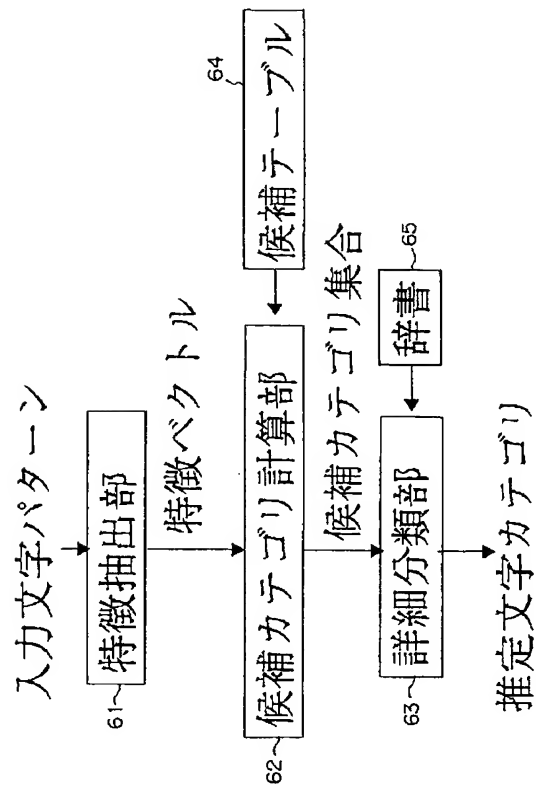 入力文字パターン
61
特徴抽出部
特徴ベクトル
64
候補テーブル
62
候補カテゴリ計算部
候補カテゴリ集合
65
辞書
63
詳細分類部
推定文字カテゴリ